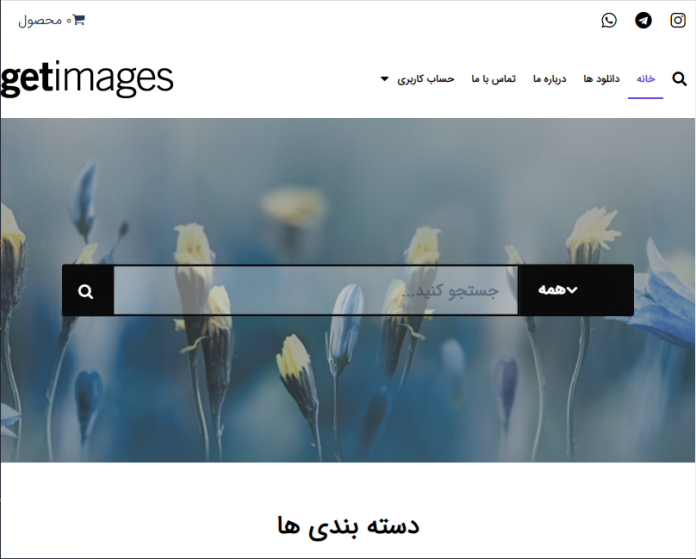 ۰ محصول
getimages
خانه
دانلود ها
درباره ما
تماس با ما
حساب کاربری
همه
جستجو کنید...
دسته بندی ها